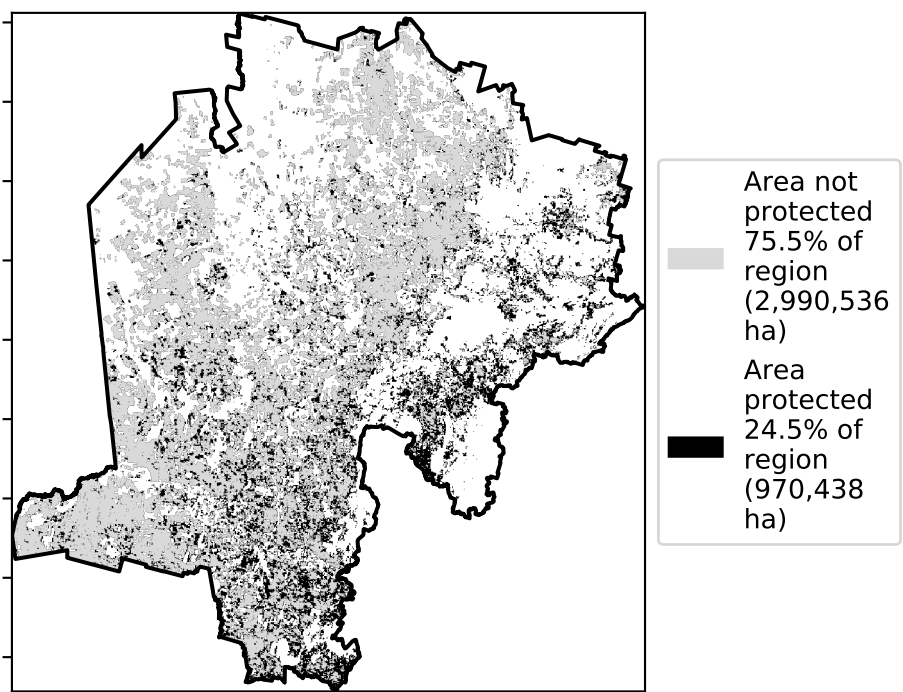 Area not
protected
75.5% of
region
(2,990,536
ha)
Area
protected
24.5% of
region
(970,438
ha)